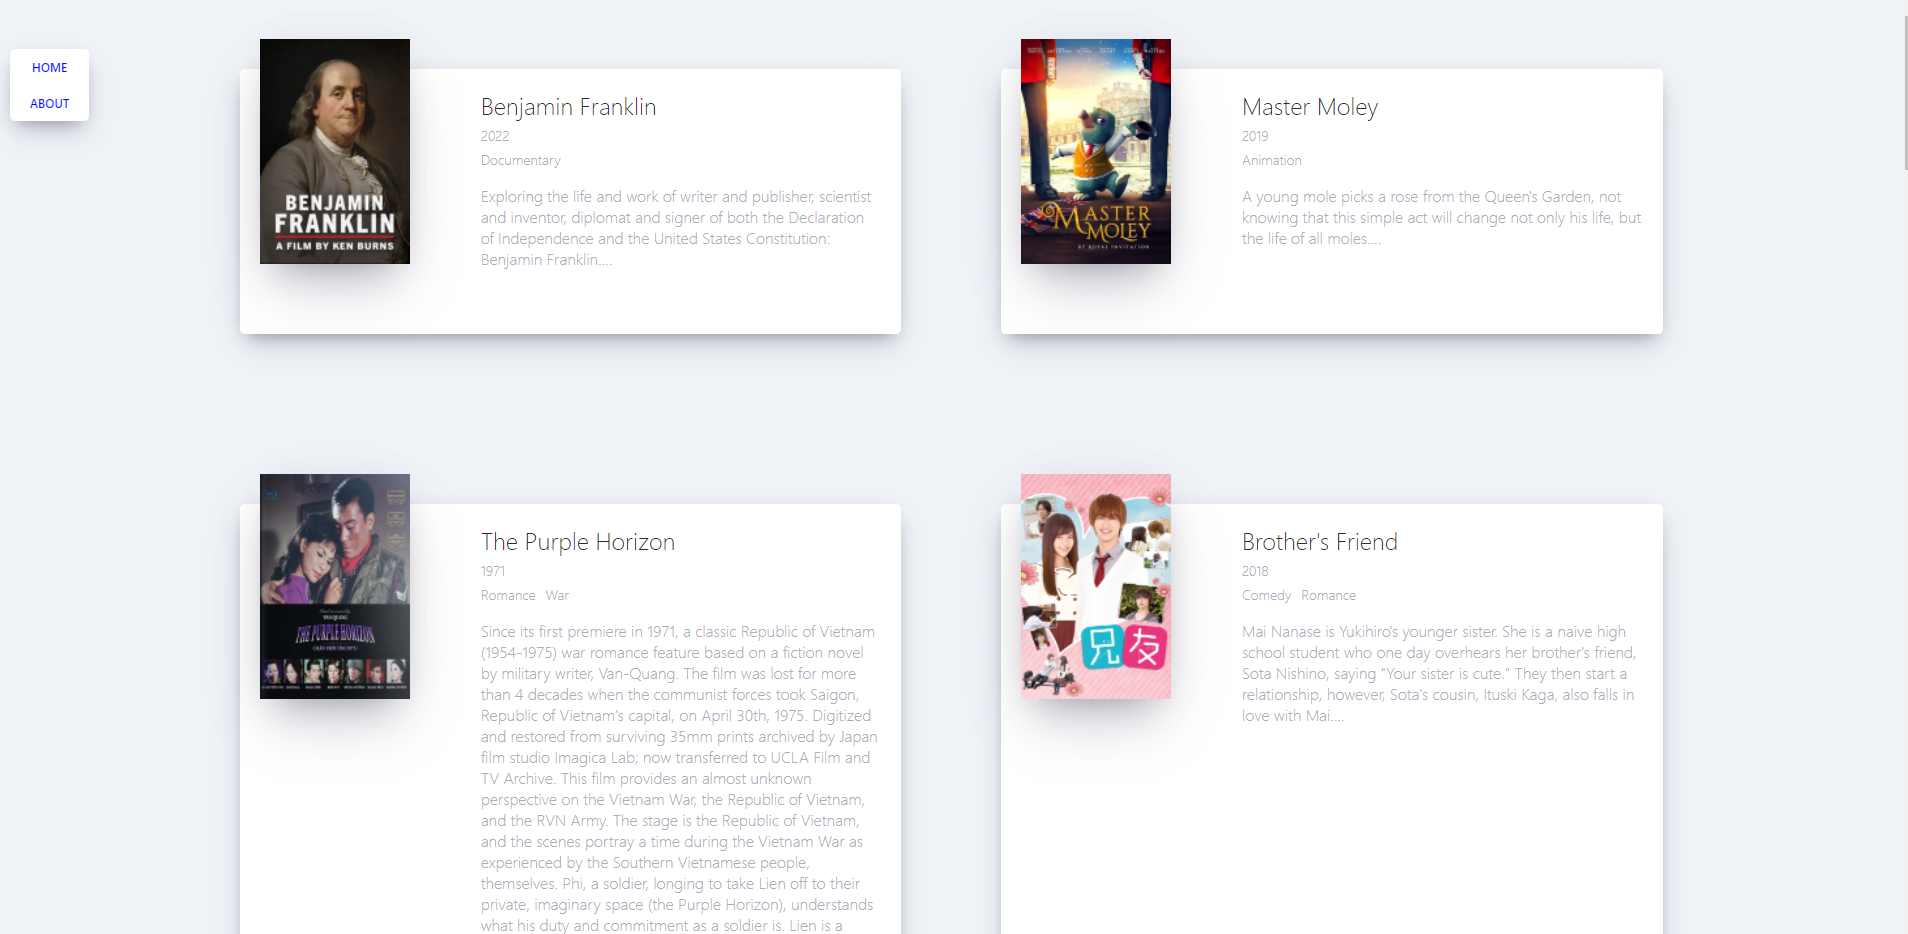 HOME
ABOUT
BENJAMIN
FRANKLIN
A FILM BY KEN BURNS
Benjamin Franklin
2022
Documentary
Exploring the life and work of writer and publisher, scientist
and inventor, diplomat and signer of both the Declaration
of Independence and the United States Constitution:
Benjamin Franklin....
MASTER
MOLEY
BY ROYAL INVITATION
Master Moley
2019
Animation
A young mole picks a rose from the Queen's Garden, not
knowing that this simple act will change not only his life, but
the life of all moles....
THE PURPLE HORIZON
The Purple Horizon
1971
Romance War
Since its first premiere in 1971, a classic Republic of Vietnam
(1954-1975) war romance feature based on a fiction novel
by military writer, Van-Quang. The film was lost for more
than 4 decades when the communist forces took Saigon,
Republic of Vietnam's capital, on April 30th, 1975. Digitized
and restored from surviving 35mm prints archived by Japan
film studio Imagica Lab; now transferred to UCLA Film and
TV Archive. This film provides an almost unknown
perspective on the Vietnam War, the Republic of Vietnam,
and the RVN Army. The stage is the Republic of Vietnam,
and the scenes portray a time during the Vietnam War as
experienced by the Southern Vietnamese people,
themselves. Phi, a soldier, longing to take Lien off to their
private, imaginary space (the Purple Horizon), understands
what his duty and commitment as a soldier is. Lien is a
兄友
Brother's Friend
2018
Comedy Romance
Mai Nanase is Yukihiro's younger sister. She is a naive high
school student who one day overhears her brother's friend,
Sota Nishino, saying "Your sister is cute." They then start a
relationship, however, Sota's cousin, Ituski Kaga, also falls in
love with Mai....